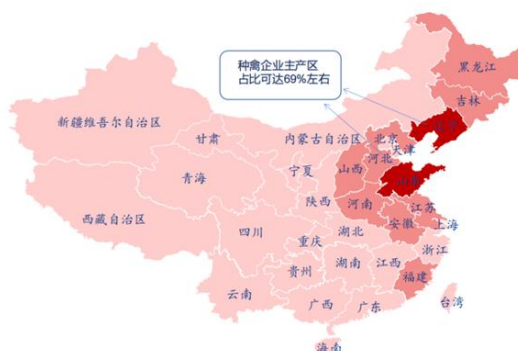 种禽企业主产区
占比可达69%左右
黑龙江
吉林
辽宁
新疆维吾尔自治区
甘肃
内蒙古自治区
北京
天津
河北
山西
山东
宁夏
青海
陕西
河南
江苏
西藏自治区
四川
重庆
湖北
安徽
上海
浙江
贵州
湖南
江西
福建
云南
广西
广东
台湾
海南